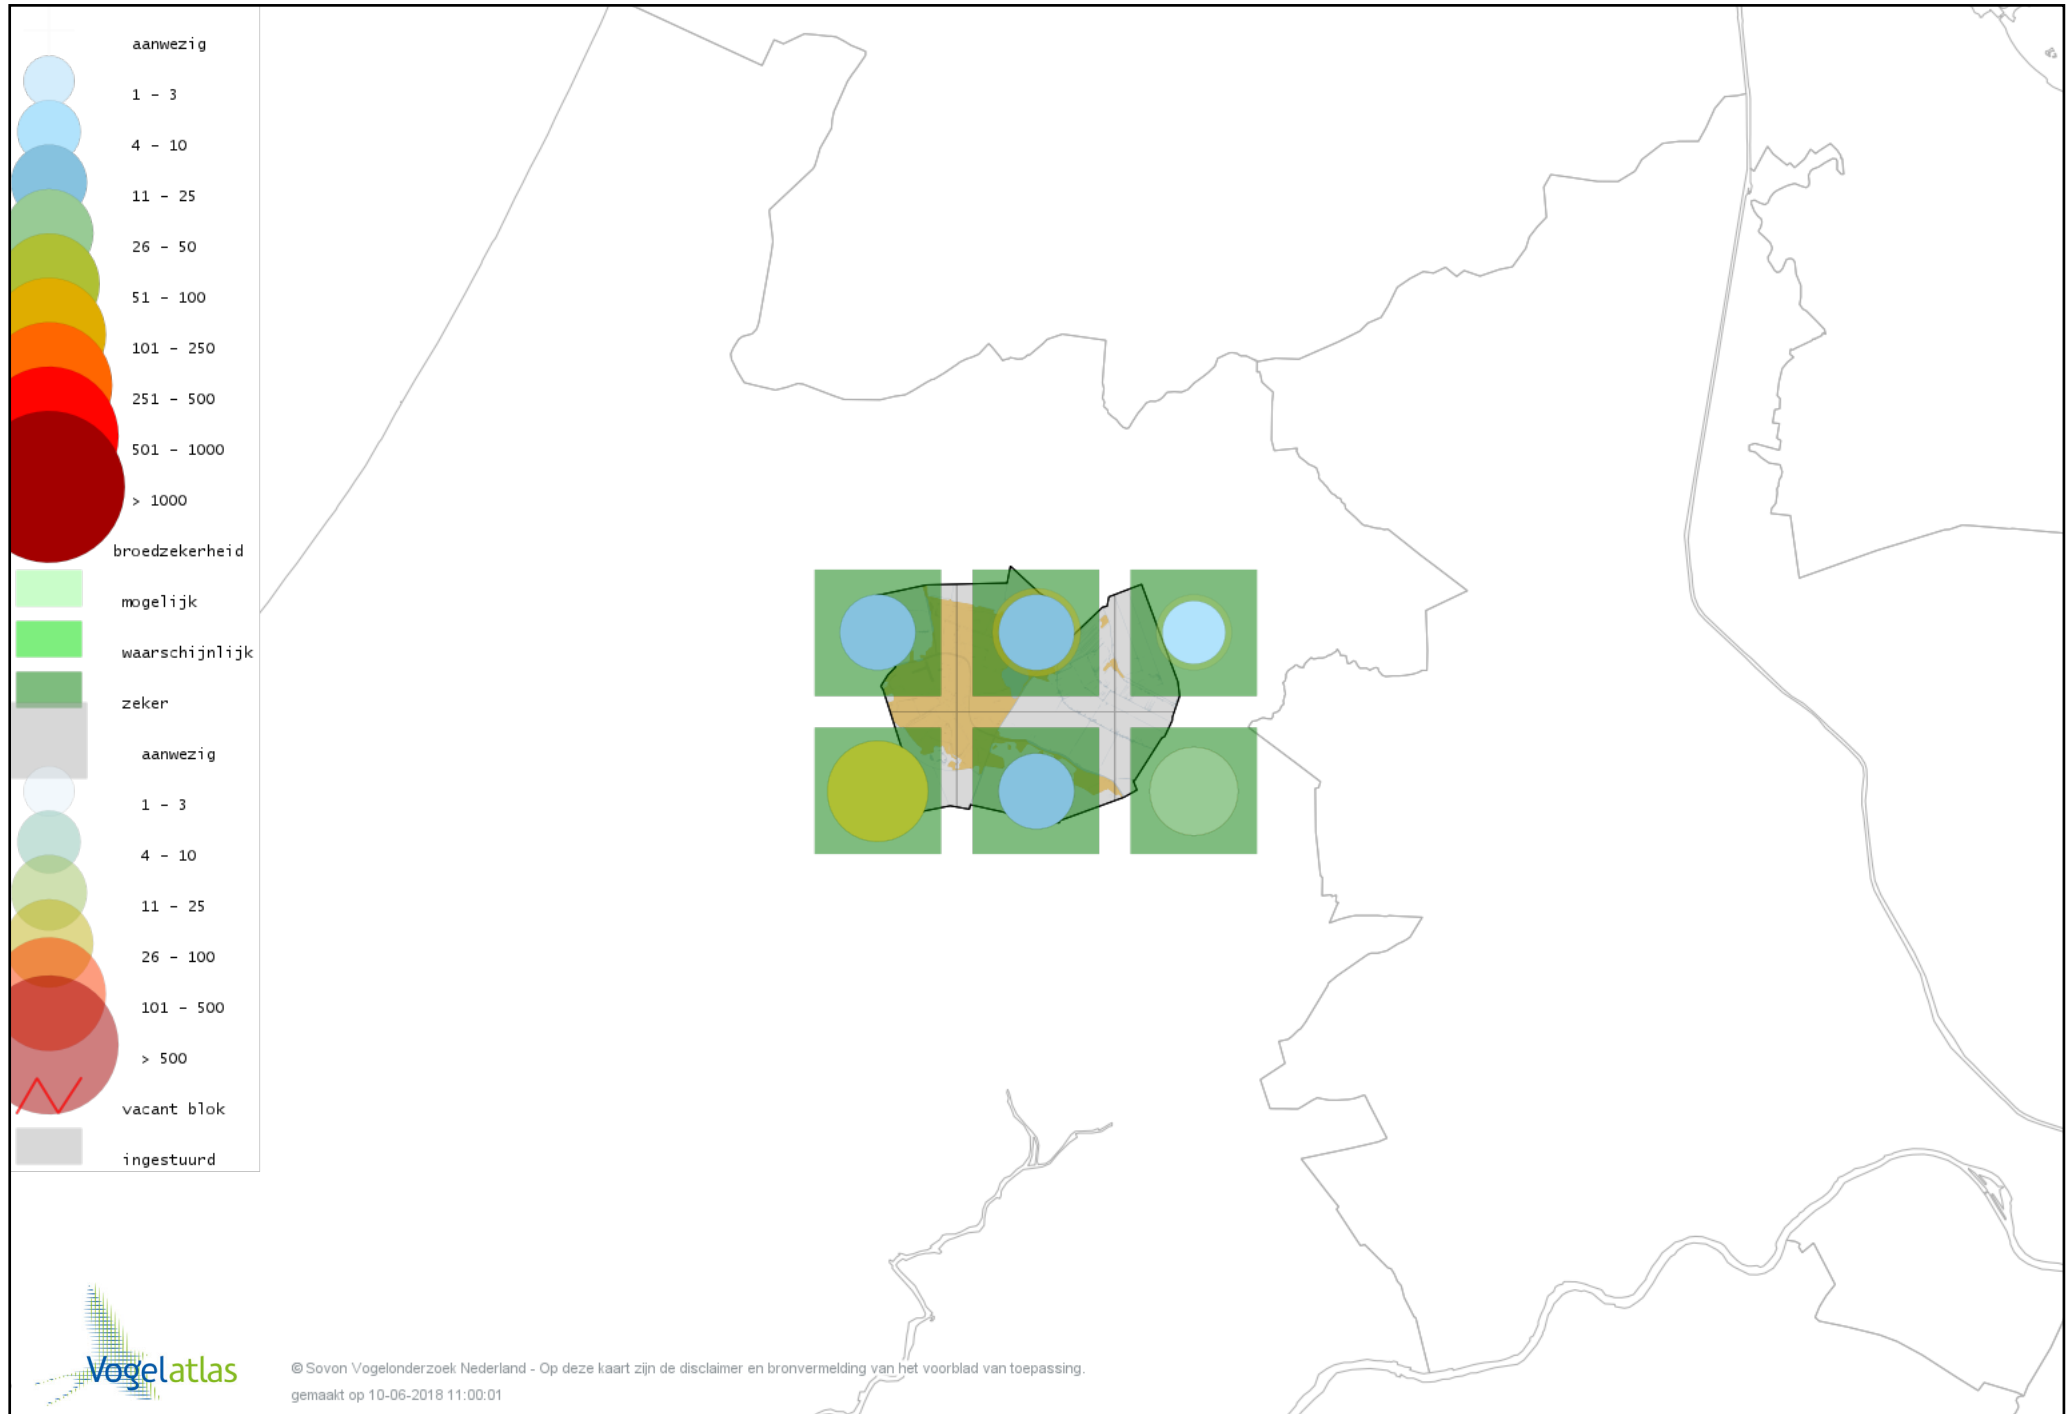 aanwezig
1 - 3
4 - 10
11 - 25
26 - 50
51 - 100
101 - 250
251 - 500
501 - 1000
> 1000
broedzekerheid
mogelijk
waarschijnlijk
zeker
aanwezig
1 - 3
4 - 10
11 - 25
26 - 100
101 - 500
> 500
vacant blok
ingestuurd
Vogelatlas
© Sovon Vogelonderzoek Nederland - Op deze kaart zijn de disclaimer en bronvermelding van het voorblad van toepassing.
gemaakt op 10-06-2018 11:00:01